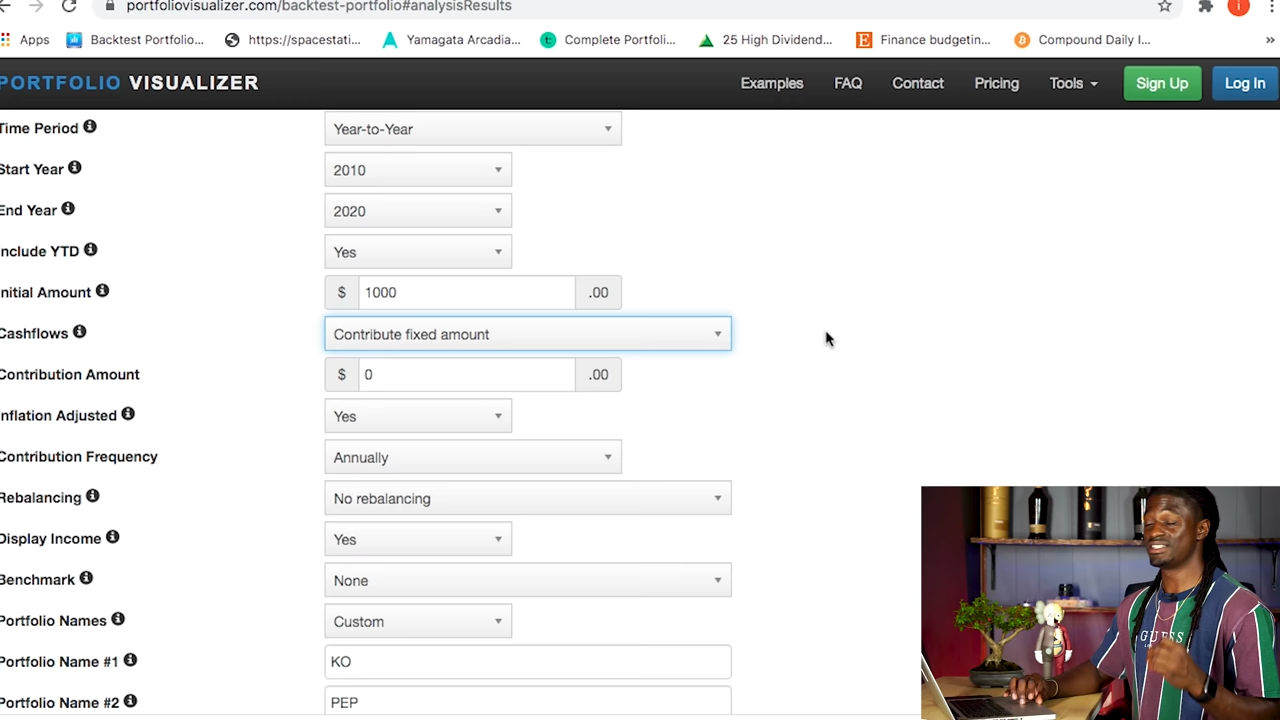 portfoliovisualizer.com/backtest-portfolio#analysisResults
Apps Backtest Portfolio... https://spacestati... Yamagata Arcadia... Complete Portfoli... 25 High Dividend... Finance budgetin... Compound Daily I... »
PORTFOLIO VISUALIZER Examples FAQ Contact Pricing Tools Sign Up Log In
Time Period Year-to-Year
Start Year 2010
End Year 2020
Include YTD Yes
Initial Amount $ 1000 .00
Cashflows Contribute fixed amount
Contribution Amount $ 0 .00
Inflation Adjusted Yes
Contribution Frequency Annually
Rebalancing No rebalancing
Display Income Yes
Benchmark None
Portfolio Names Custom
Portfolio Name #1 KO
Portfolio Name #2 PEP
GUESS